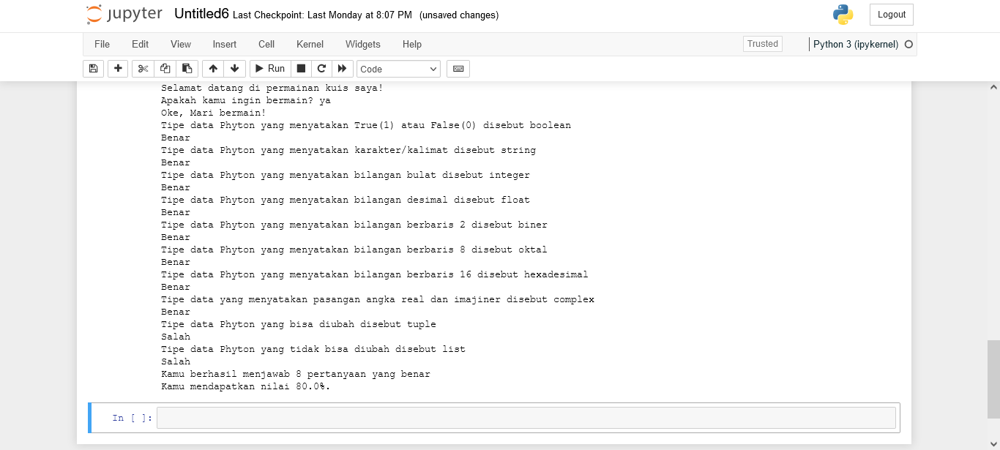 jupyter Untitled6 Last Checkpoint: Last Monday at 8:07 PM (unsaved changes) Logout
File Edit View Insert Cell Kernel Widgets Help Trusted Python 3 (ipykernel)
Run Code
Selamat datang di permainan kuis saya!
Apakah kamu ingin bermain? ya
Oke, Mari bermain!
Tipe data Phyton yang menyatakan True(1) atau False(0) disebut boolean
Benar
Tipe data Phyton yang menyatakan karakter/kalimat disebut string
Benar
Tipe data Phyton yang menyatakan bilangan bulat disebut integer
Benar
Tipe data Phyton yang menyatakan bilangan desimal disebut float
Benar
Tipe data Phyton yang menyatakan bilangan berbaris 2 disebut biner
Benar
Tipe data Phyton yang menyatakan bilangan berbaris 8 disebut oktal
Benar
Tipe data Phyton yang menyatakan bilangan berbaris 16 disebut hexadesimal
Benar
Tipe data yang menyatakan pasangan angka real dan imajiner disebut complex
Benar
Tipe data Phyton yang bisa diubah disebut tuple
Salah
Tipe data Phyton yang tidak bisa diubah disebut list
Salah
Kamu berhasil menjawab 8 pertanyaan yang benar
Kamu mendapatkan nilai 80.0%.
In [ ]: